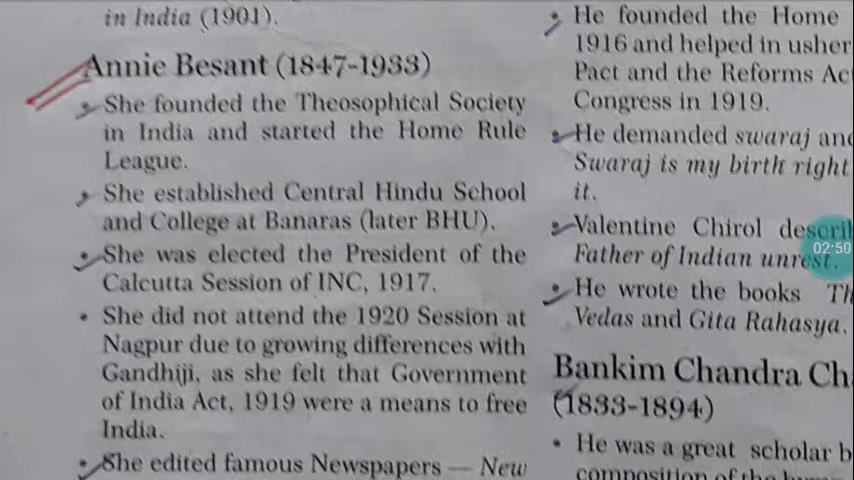 in India (1901).
Annie Besant (1847-1933)
She founded the Theosophical Society
in India and started the Home Rule
League.
She established Central Hindu School
and College at Banaras (later BHU).
She was elected the President of the
Calcutta Session of INC, 1917.
• She did not attend the 1920 Session at
Nagpur due to growing differences with
Gandhiji, as she felt that Government
of India Act, 1919 were a means to free
India.
• She edited famous Newspapers — New
• He founded the Home
1916 and helped in usher
Pact and the Reforms Ac
Congress in 1919.
He demanded swaraj and
Swaraj is my birth right
it.
Valentine Chirol descri
Father of Indian unrest.
• He wrote the books Th
Vedas and Gita Rahasya.
Bankim Chandra Ch
(1833-1894)
• He was a great scholar b
composition of the
02:50